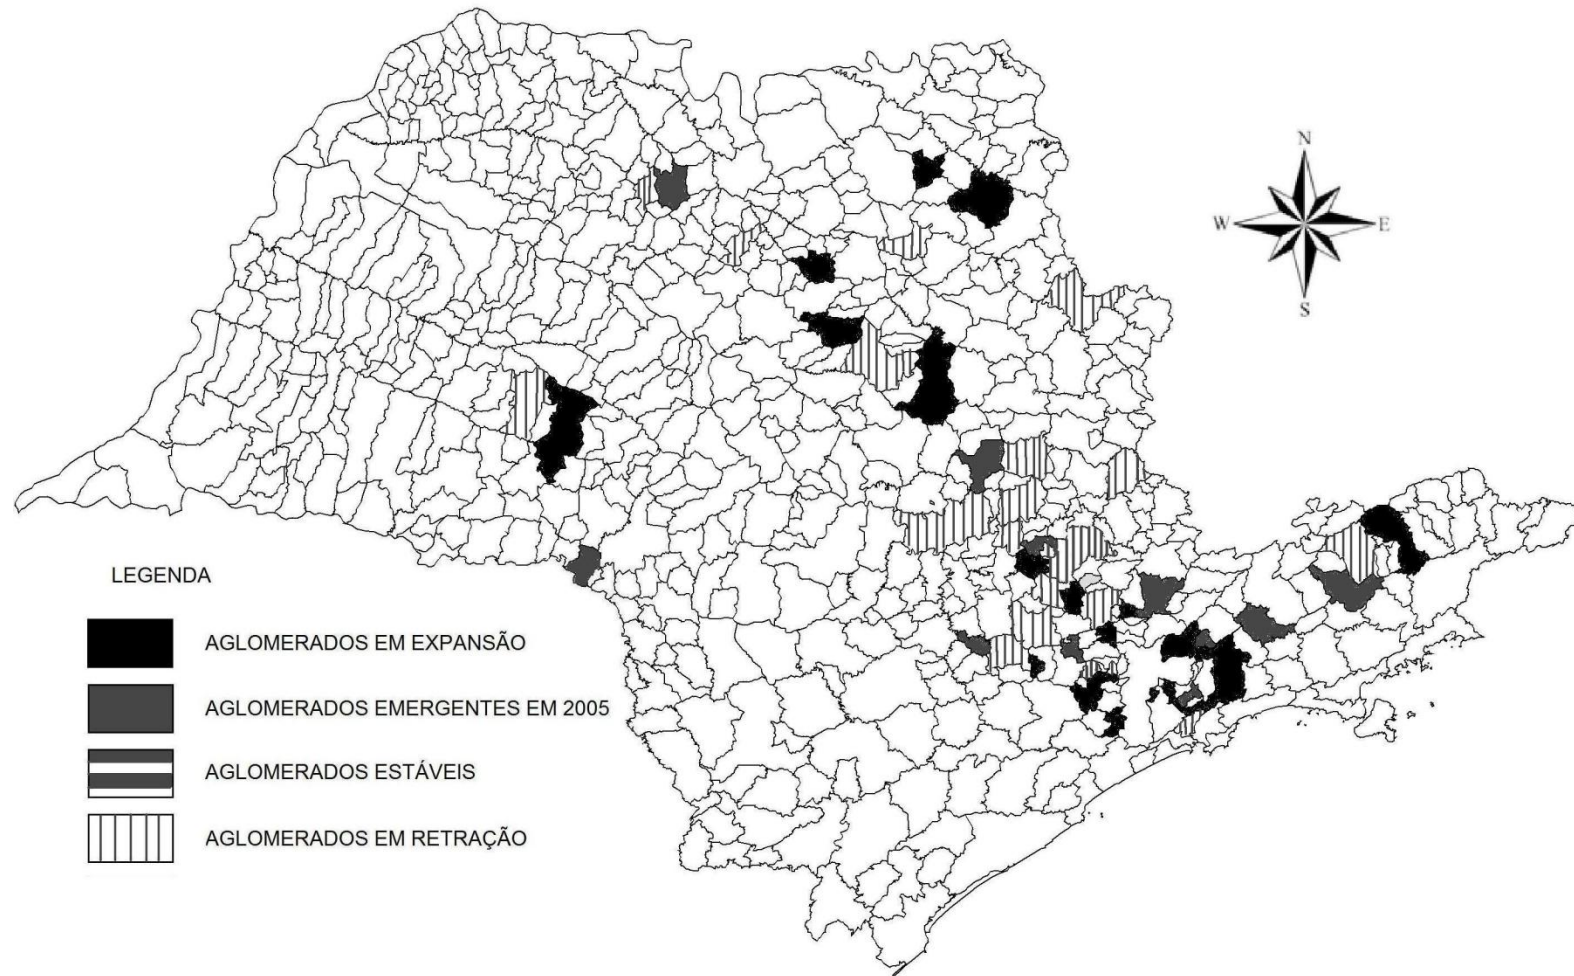 N
W
E
S
LEGENDA
AGLOMERADOS EM EXPANSÃO
AGLOMERADOS EMERGENTES EM 2005
AGLOMERADOS ESTÁVEIS
AGLOMERADOS EM RETRAÇÃO